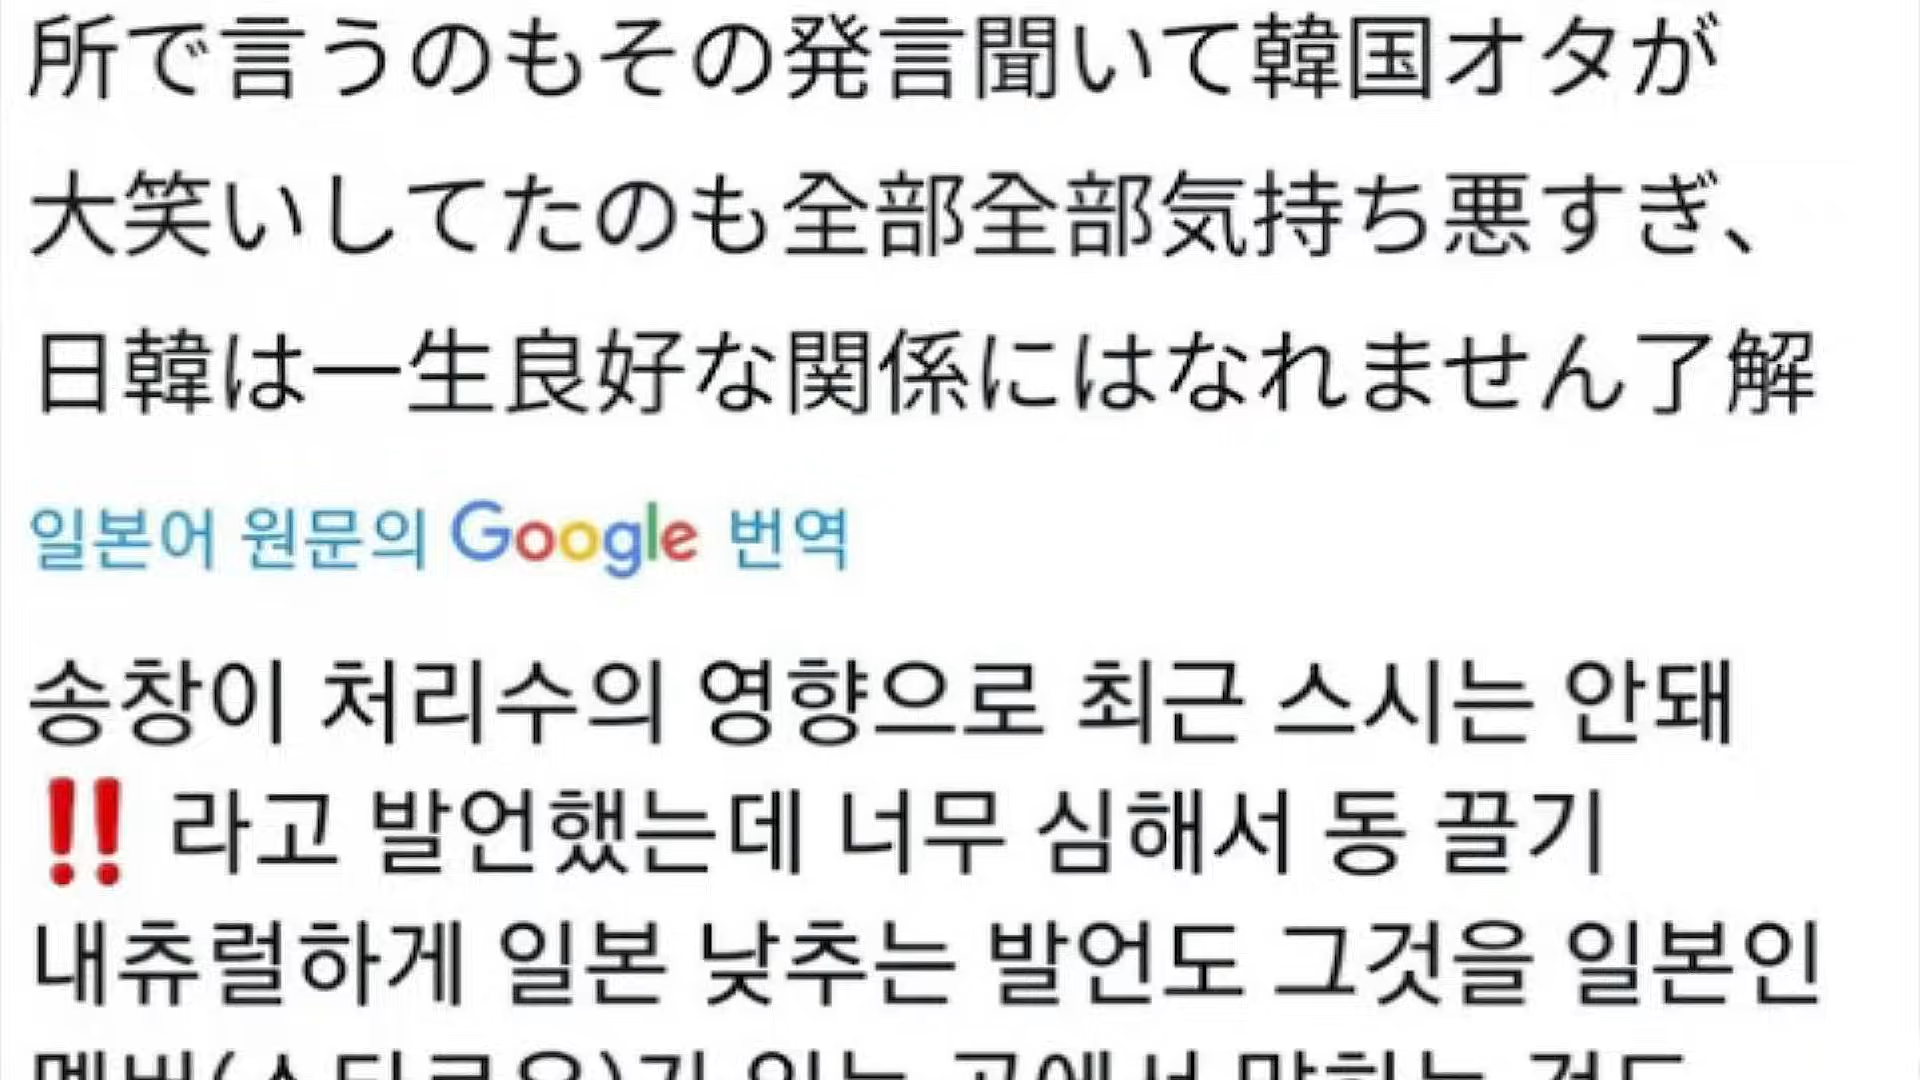 所で言うのもその発言聞いて韓国オタが
大笑いしてたのも全部全部気持ち悪すぎ、
日韓は一生良好な関係にはなれません了解
일본어 원문의 Google 번역
송창이 처리수의 영향으로 최근 스시는 안돼
‼️ 라고 발언했는데 너무 심해서 동 끌기
내츄럴하게 일본 낮추는 발언도 그것을 일본인